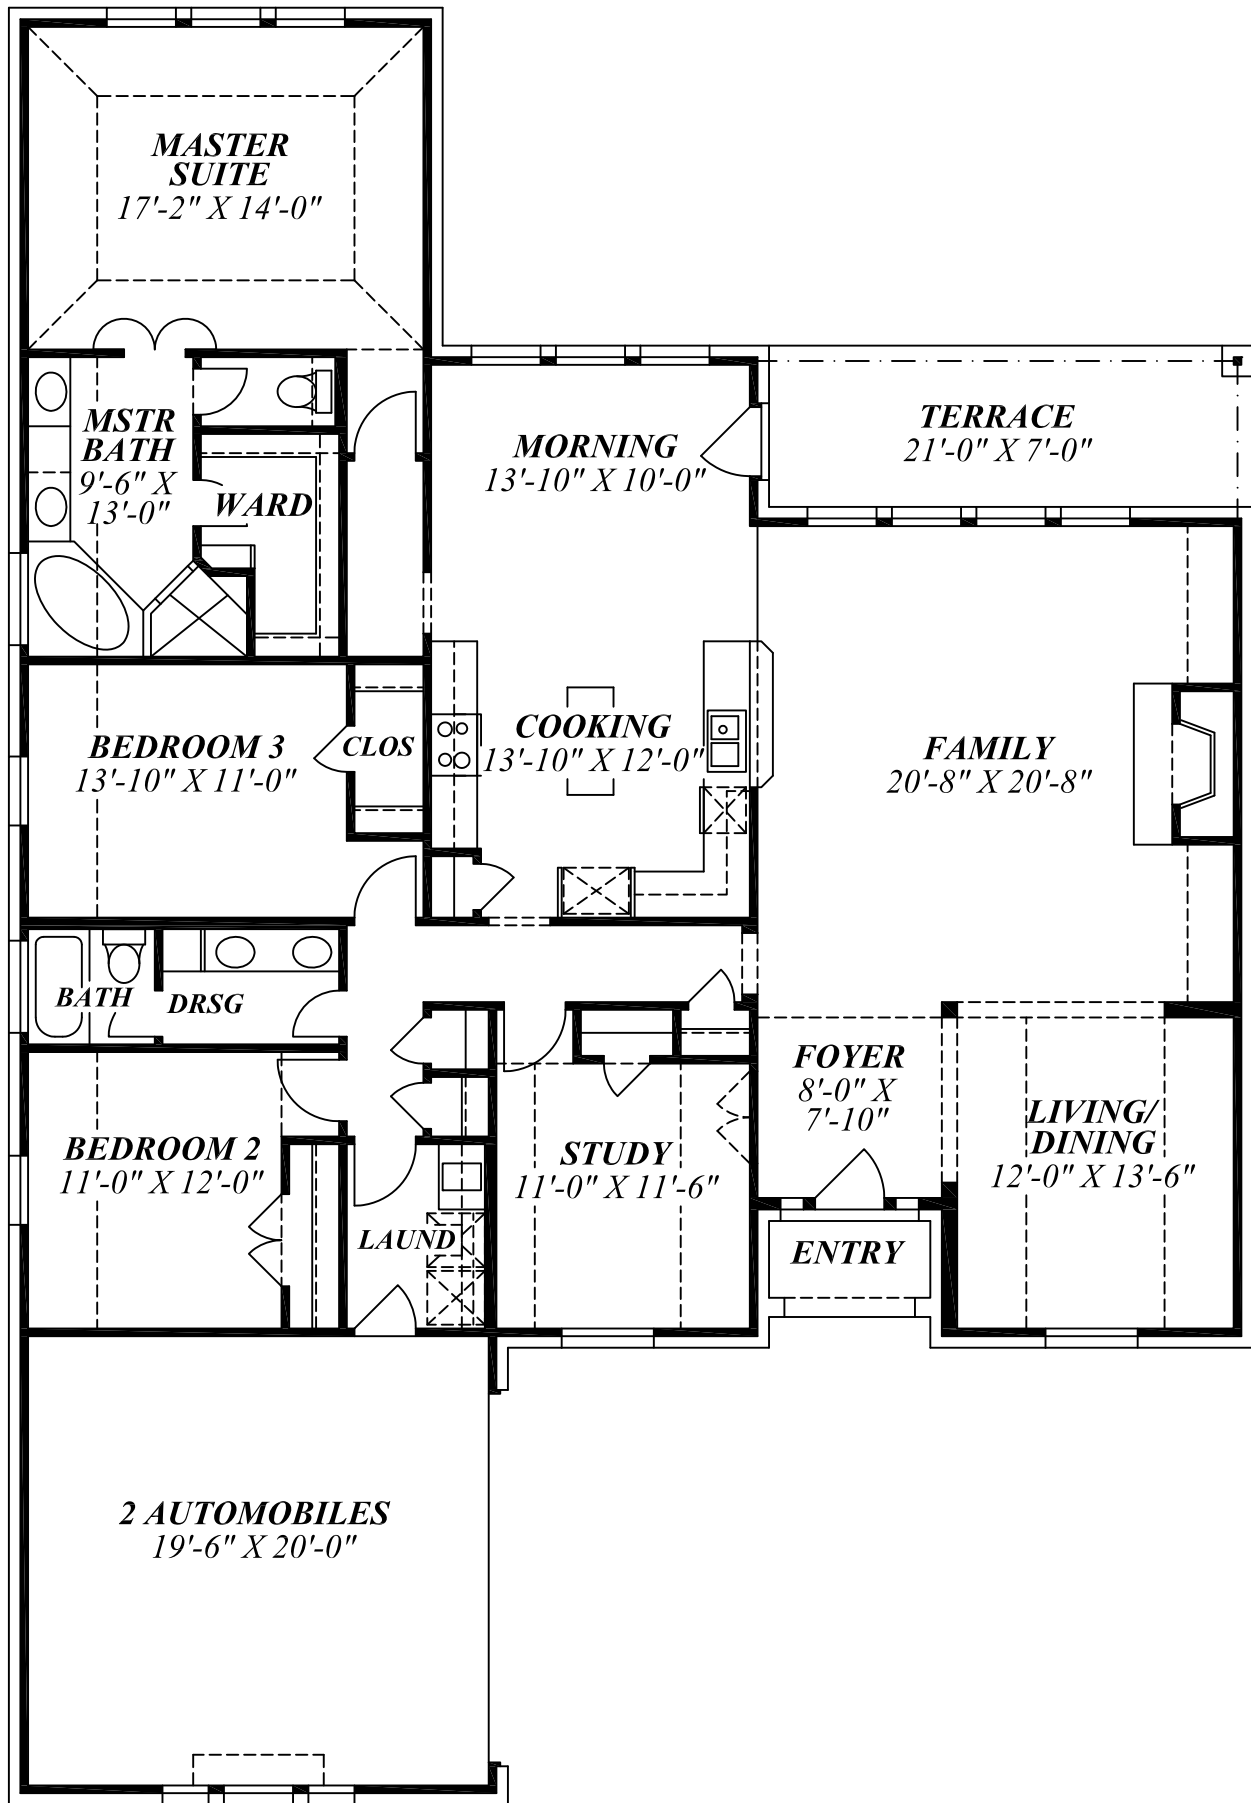 MASTER
SUITE
17'-2" X 14'-0"
MSTR
BATH
9'-6" X
13'-0"
WARD
MORNING
13'-10" X 10'-0"
TERRACE
21'-0" X 7'-0"
BEDROOM 3
13'-10" X 11'-0"
CLOS
COOKING
13'-10" X 12'-0"
FAMILY
20'-8" X 20'-8"
BATH
DRSG
FOYER
8'-0" X
7'-10"
LIVING/
DINING
12'-0" X 13'-6"
BEDROOM 2
11'-0" X 12'-0"
STUDY
11'-0" X 11'-6"
LAUND
ENTRY
2 AUTOMOBILES
19'-6" X 20'-0"